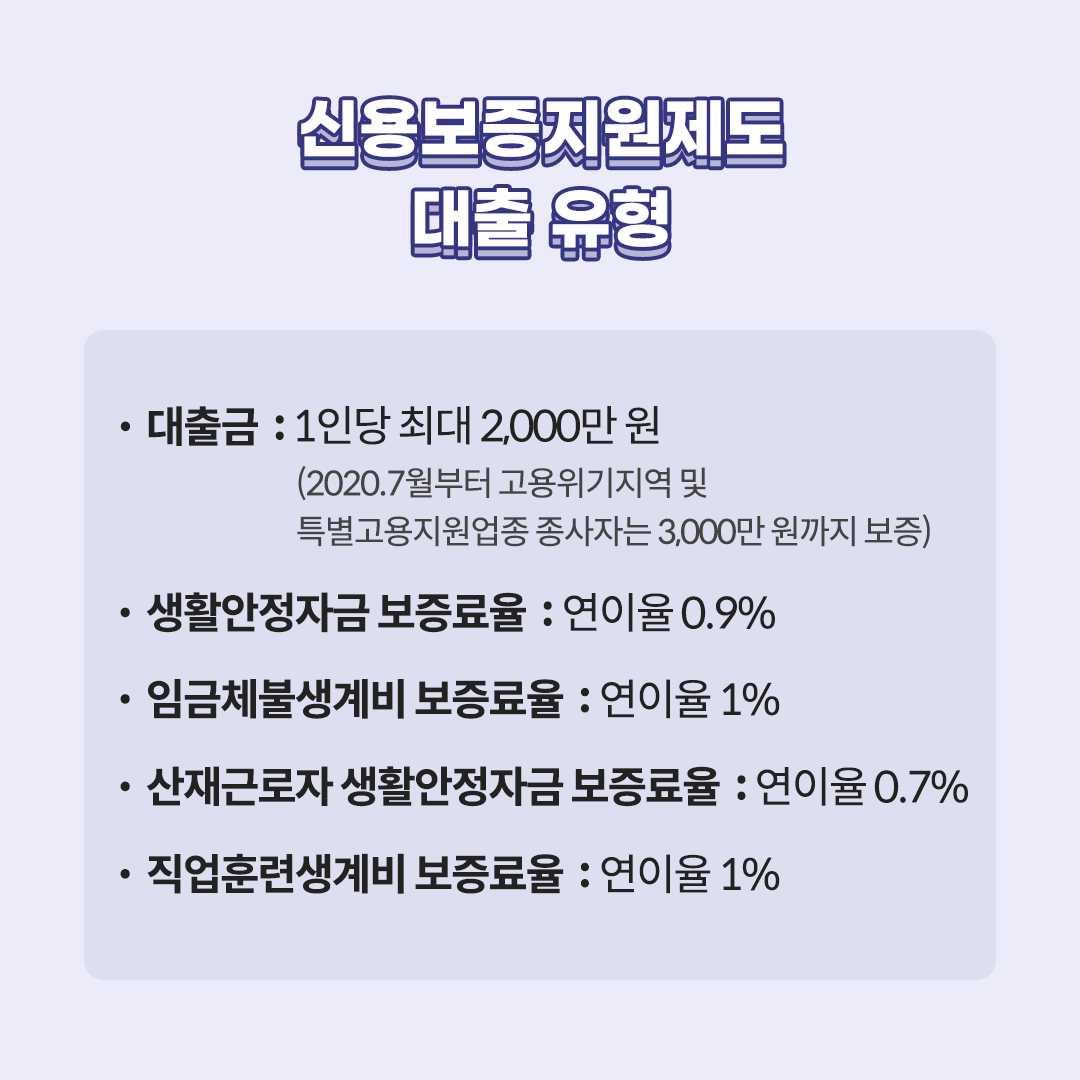 신용보증지원제도
대출 유형
• 대출금 : 1인당 최대 2,000만 원
(2020.7월부터 고용위기지역 및
특별고용지원업종 종사자는 3,000만 원까지 보증)
• 생활안정자금 보증료율 : 연이율 0.9%
• 임금체불생계비 보증료율 : 연이율 1%
• 산재근로자 생활안정자금 보증료율 : 연이율 0.7%
• 직업훈련생계비 보증료율 : 연이율 1%